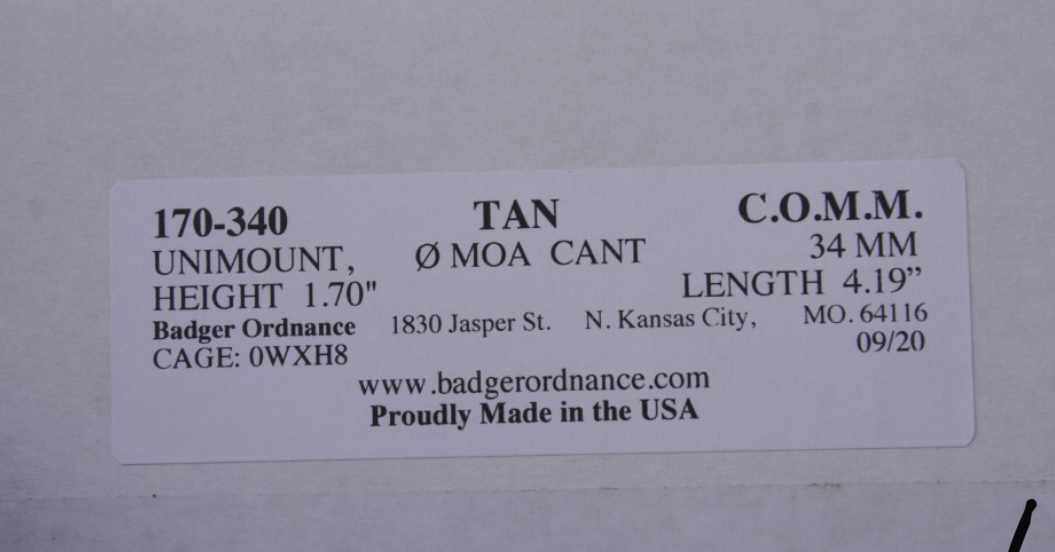 170-340 TAN C.O.M.M.
UNIMOUNT, Ø MOA CANT 34 MM
HEIGHT 1.70" LENGTH 4.19”
Badger Ordnance 1830 Jasper St. N. Kansas City, MO. 64116
CAGE: 0WXH8 09/20
www.badgerordnance.com
Proudly Made in the USA